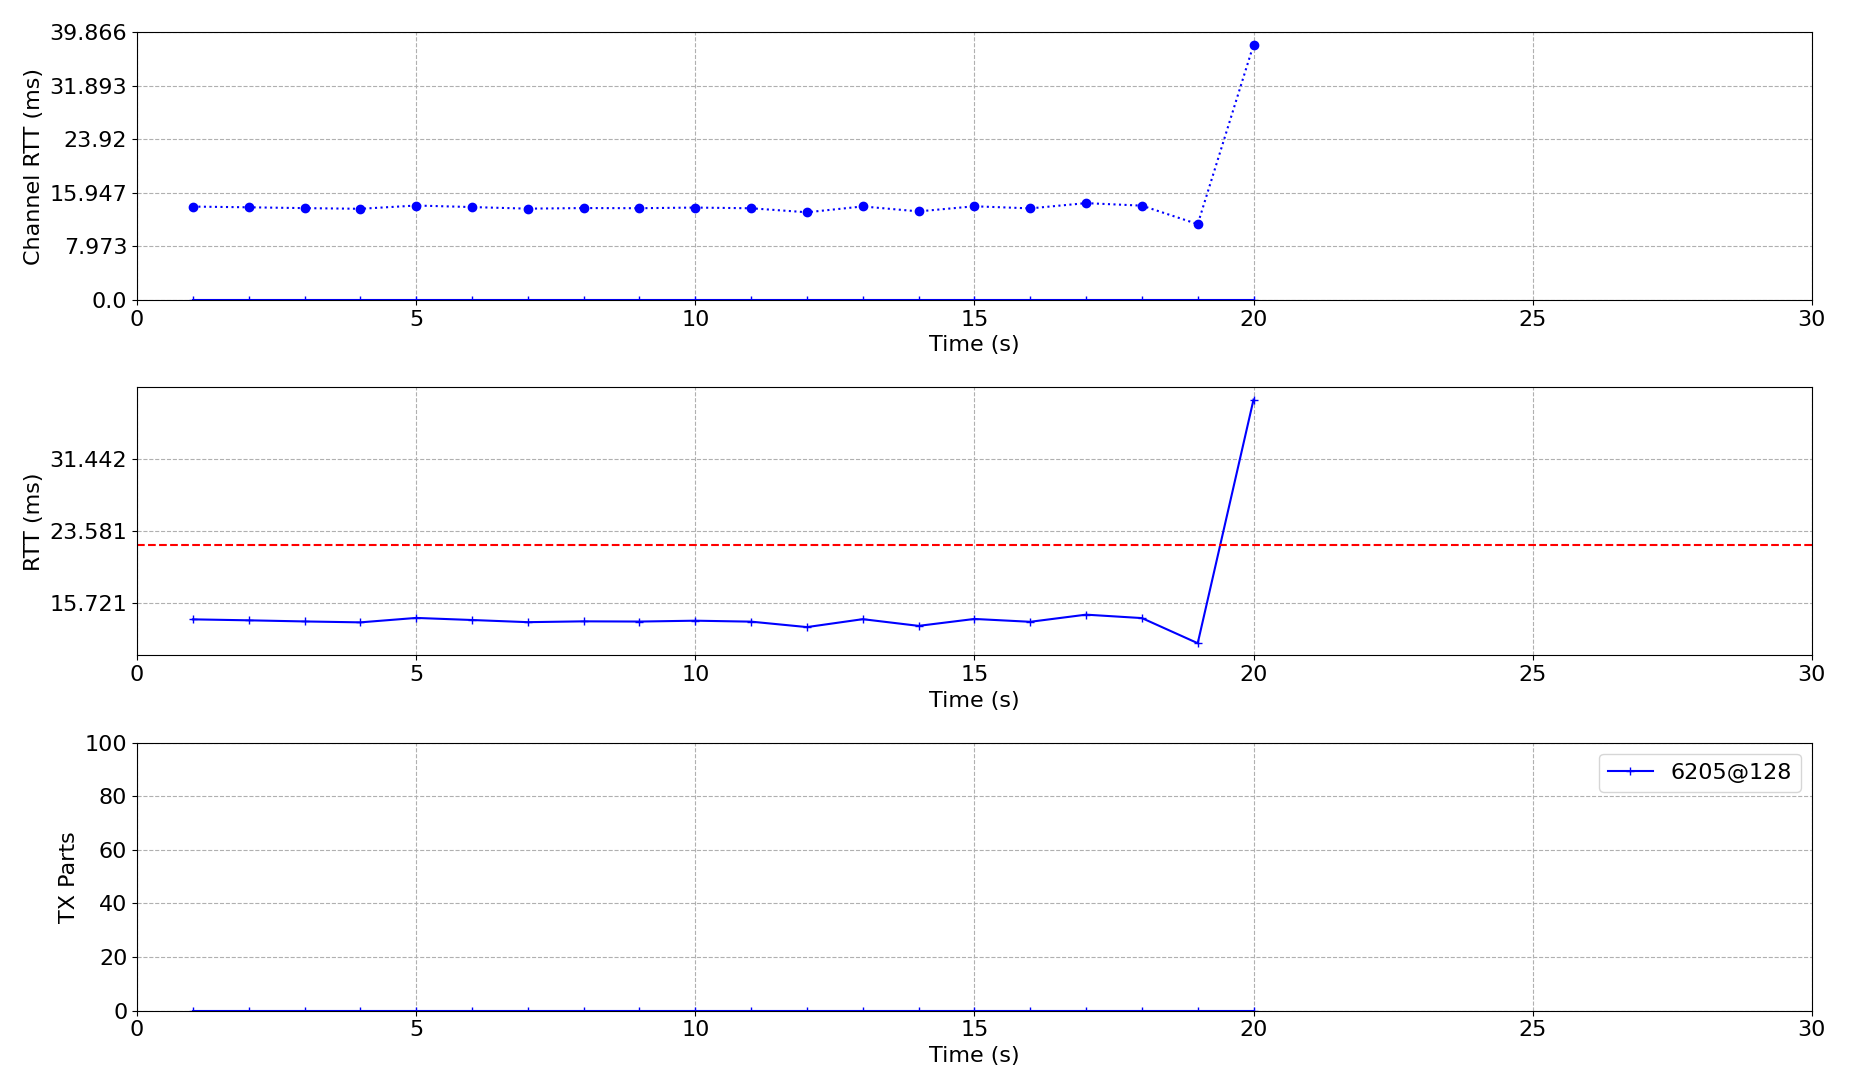 39.866
31.893
23.92
15.947
7.973
0.0
Channel RTT (ms)
0 5 10 15 20 25 30
Time (s)
31.442
23.581
15.721
RTT (ms)
0 5 10 15 20 25 30
Time (s)
100
80
60
40
20
0
TX Parts
6205@128
0 5 10 15 20 25 30
Time (s)